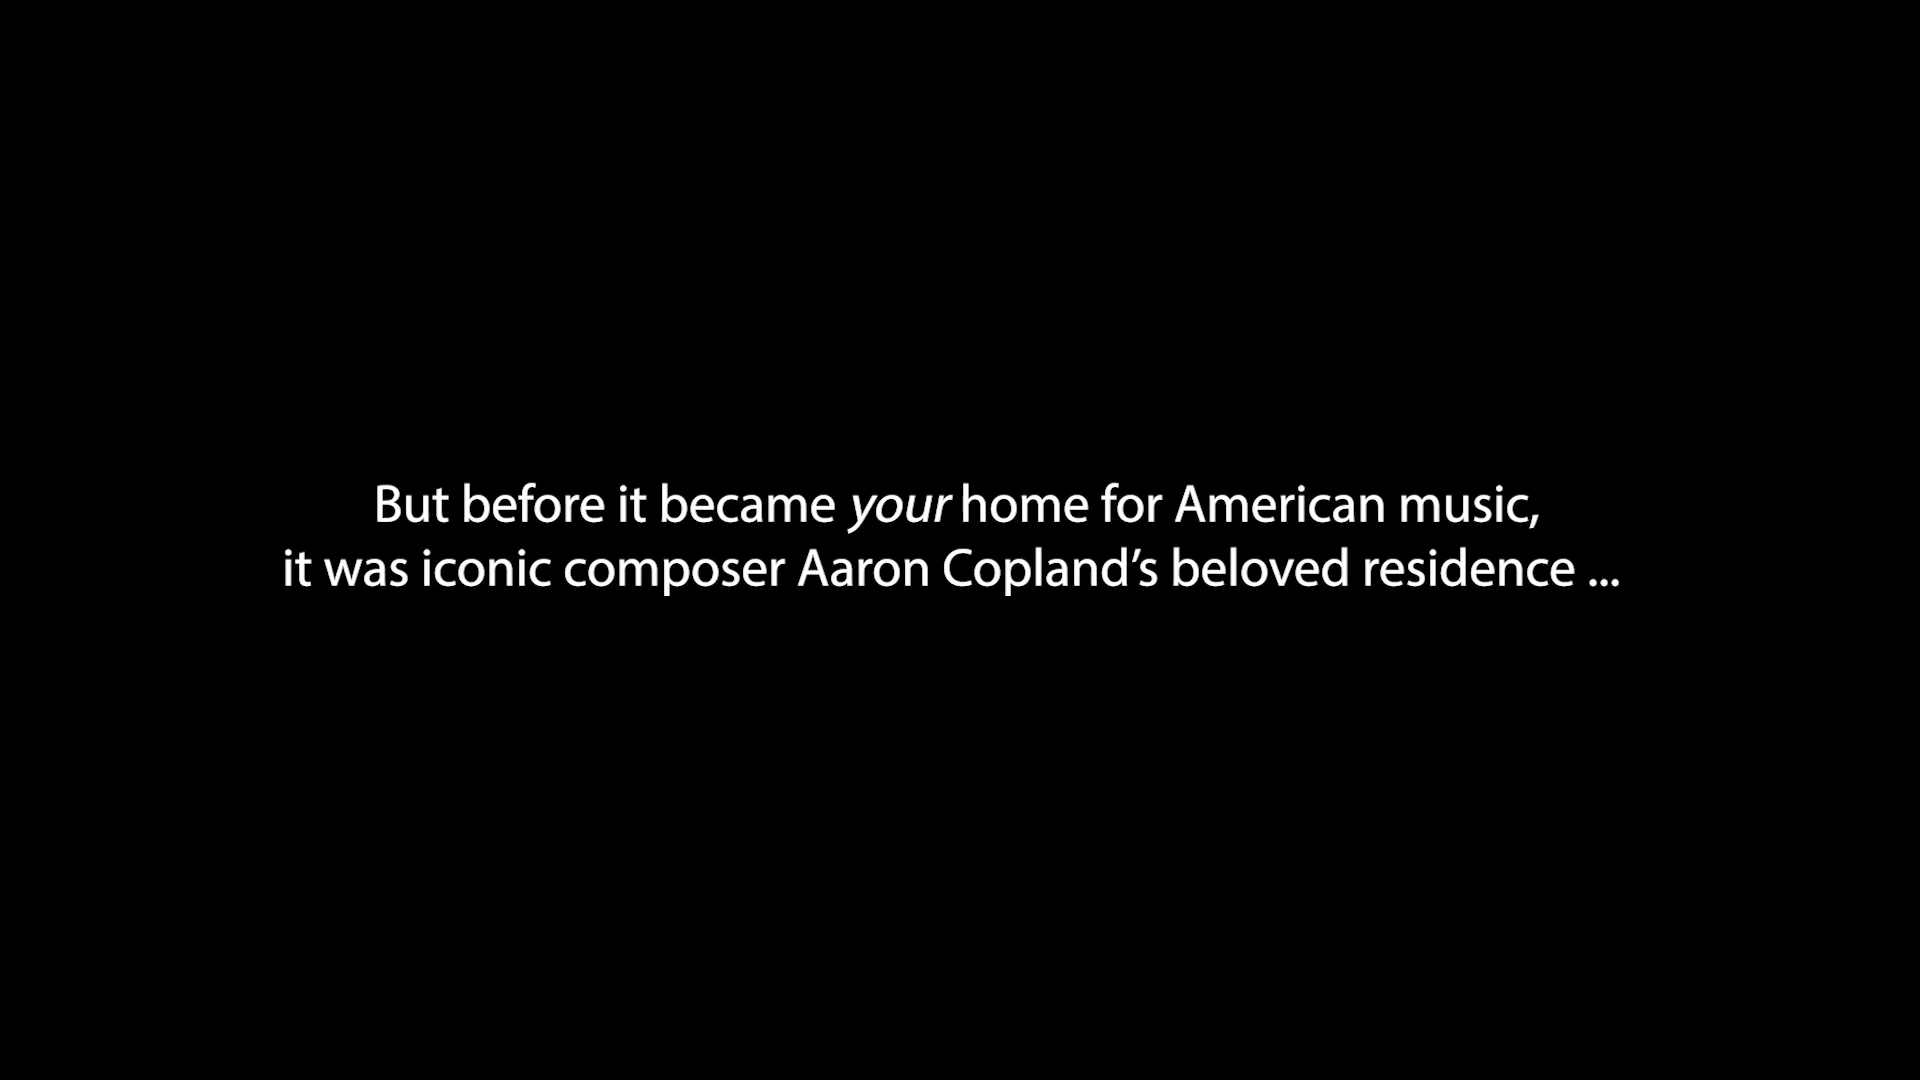 But before it became your home for American music,
it was iconic composer Aaron Copland’s beloved residence ...